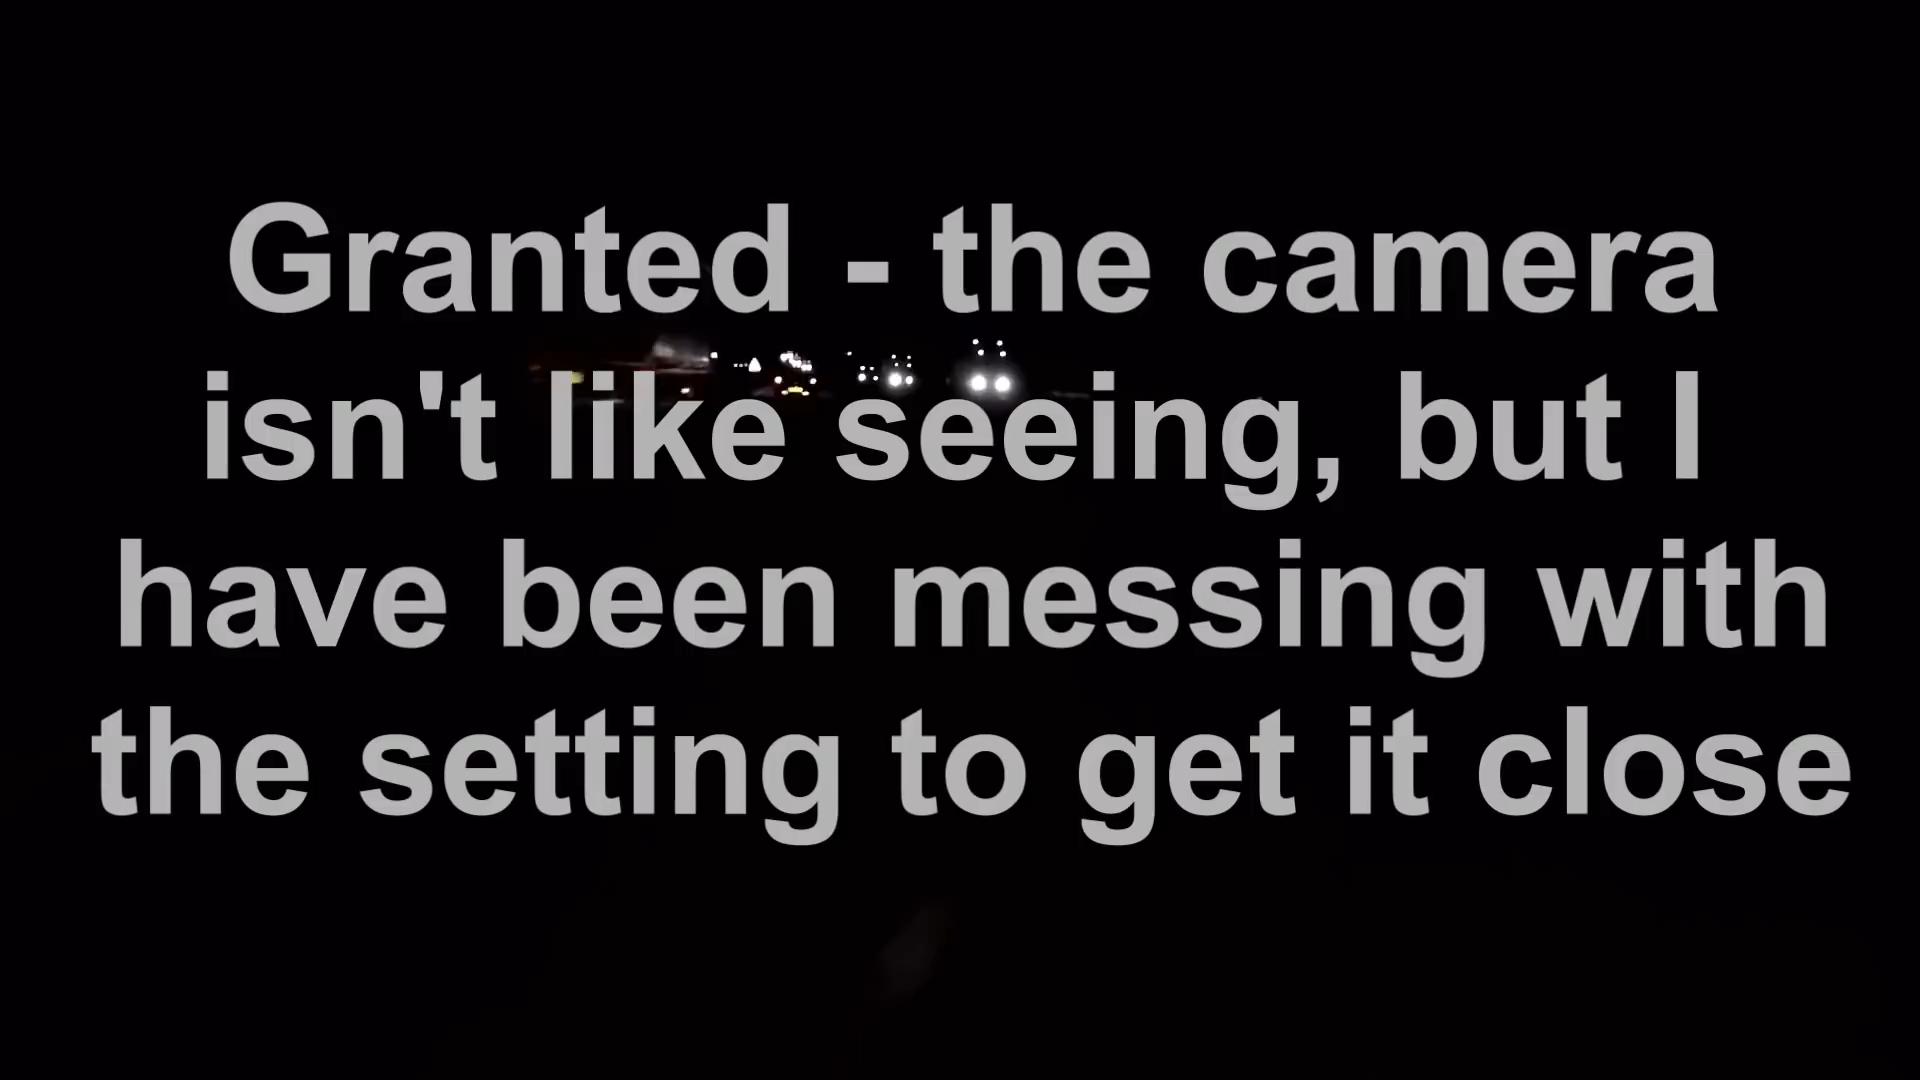 Granted - the camera
isn't like seeing, but I
have been messing with
the setting to get it close